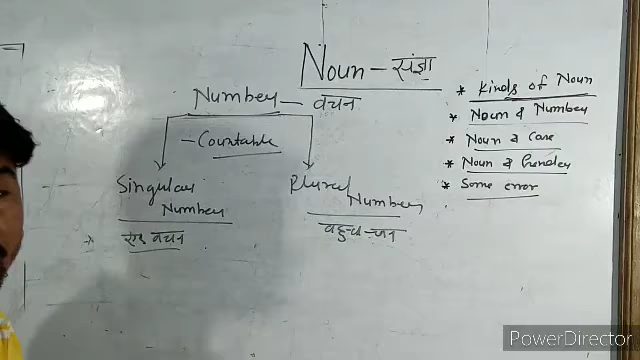 Noun - संज्ञा
Number - वचन
- Countable
Singular Number
एक वचन
Plural Number,
बहुवचन
* Kinds of Noun
* Noun & Number
* Noun & Case
* Noun & Gender
* Some error
PowerDirector